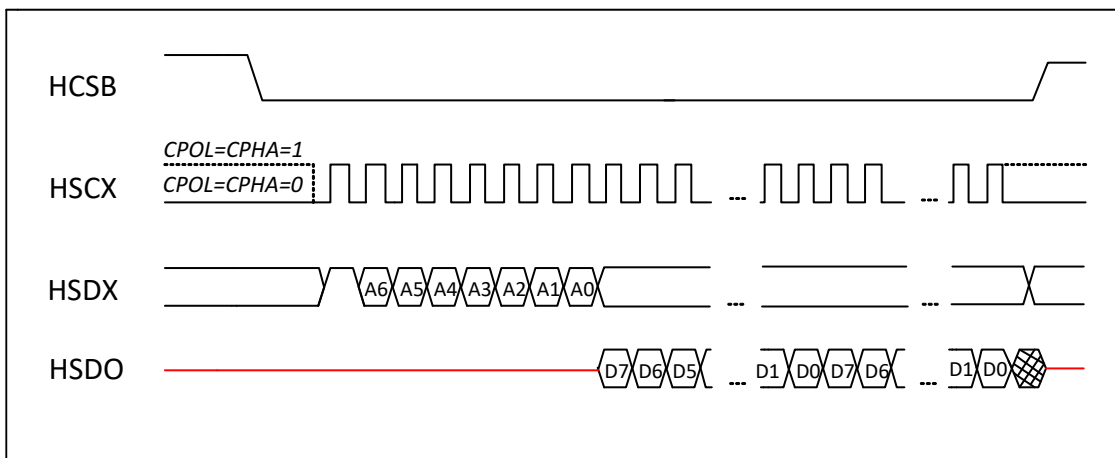 HCSB
CPOL=CPHA=1
CPOL=CPHA=0
HSCX
... ...
HSDX A6 A5 A4 A3 A2 A1 A0 ... ...
HSDO D7 D6 D5 ... D1 D0 D7 D6 ... D1 D0